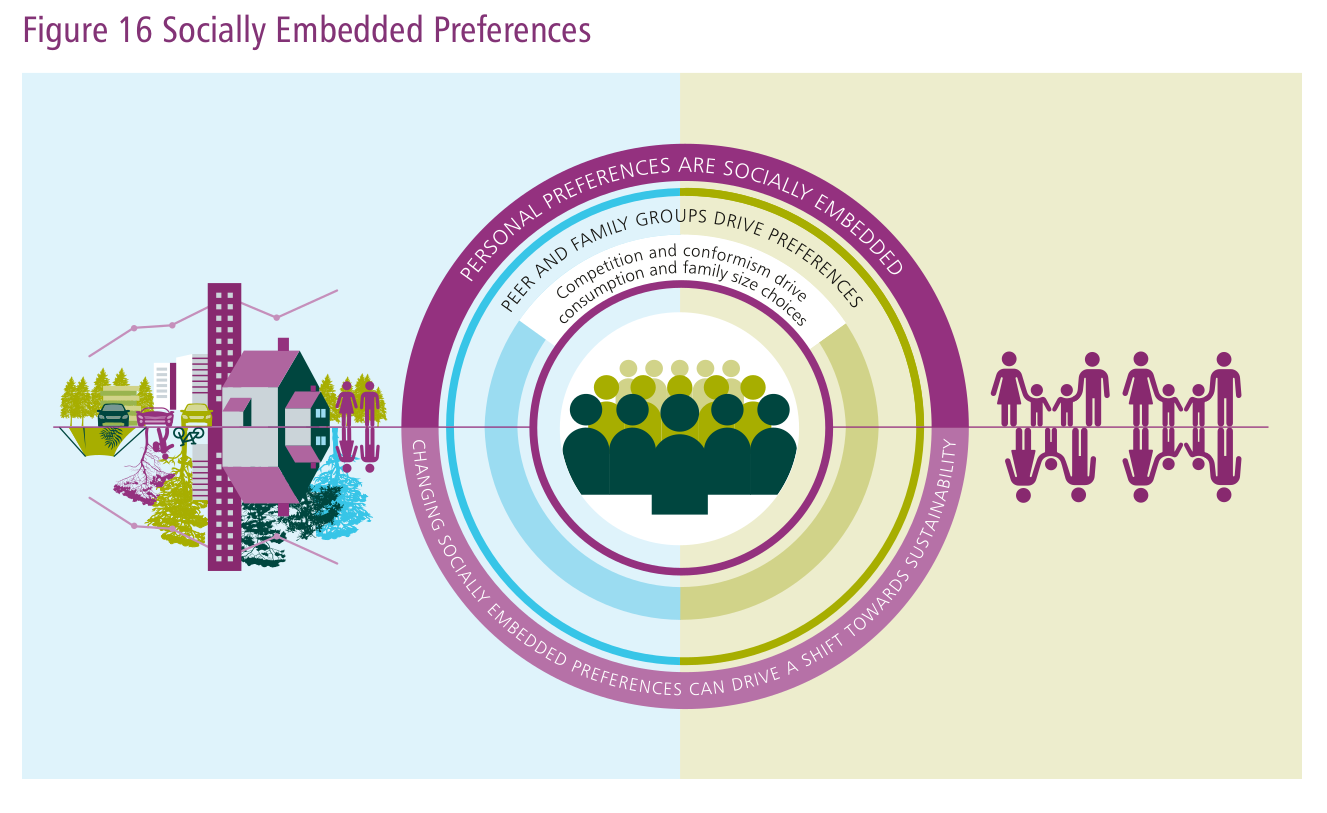 Figure 16 Socially Embedded Preferences
PERSONAL PREFERENCES ARE SOCIALLY EMBEDDED
PEER AND FAMILY GROUPS DRIVE PREFERENCES
Competition and conformism drive
consumption and family size choices
CHANGING SOCIALLY EMBEDDED PREFERENCES CAN DRIVE A SHIFT TOWARDS SUSTAINABILITY